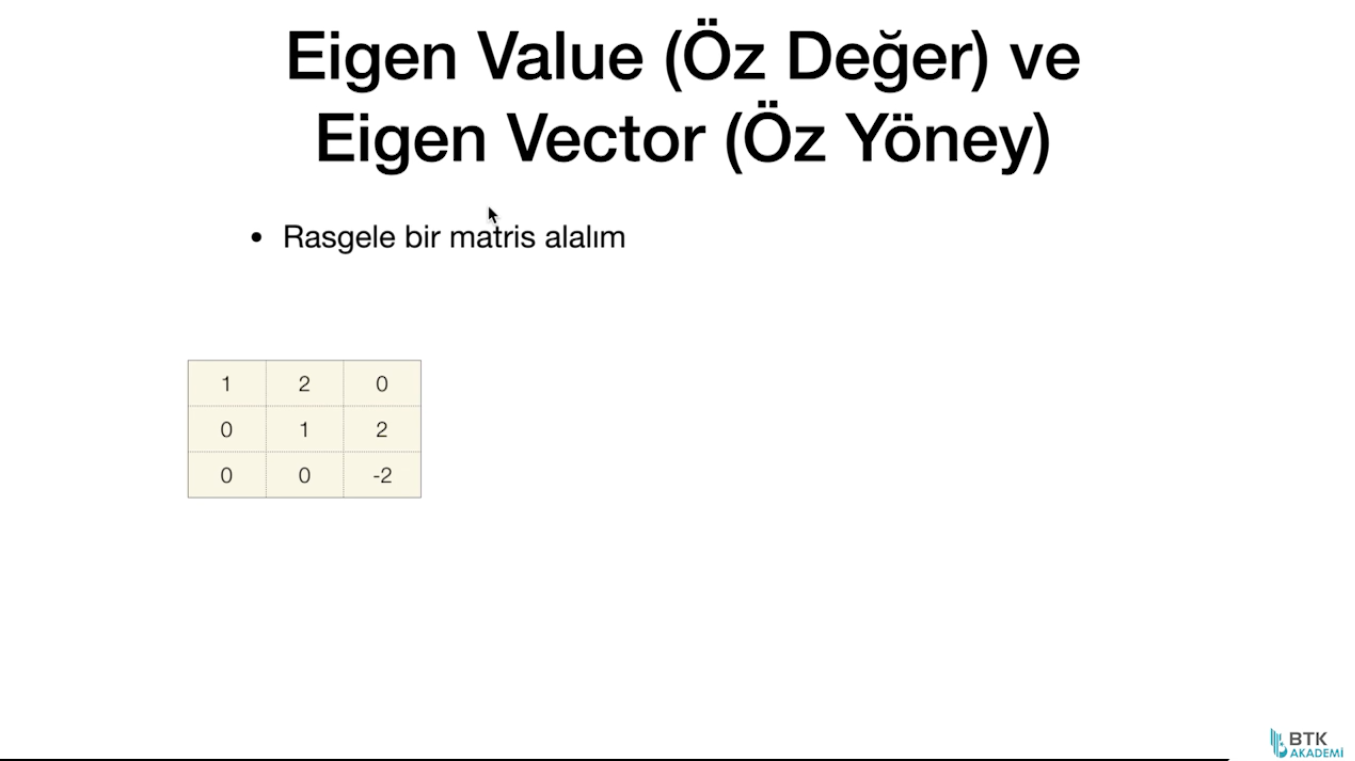 Eigen Value (Öz Değer) ve
Eigen Vector (Öz Yöney)
• Rasgele bir matris alalım
1 2 0
0 1 2
0 0 -2
BTK
AKADEMİ